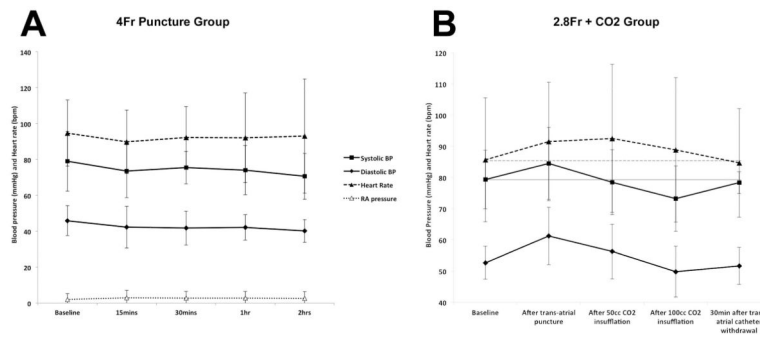 A
4Fr Puncture Group
Blood pressure (mmHg) and Heart rate (bpm)
140
120
100
80
60
40
20
0
Baseline
15mins
30mins
1hr
2hrs
Systolic BP
Diastolic BP
Heart Rate
RA pressure
B
2.8Fr + CO2 Group
Blood Pressure (mmHg) and Heart rate (bpm)
120
110
100
90
80
70
60
50
40
Baseline
After trans-atrial
puncture
After 50cc CO2
insufflation
After 100cc CO2
insufflation
30min after trans
atrial catheter
withdrawal